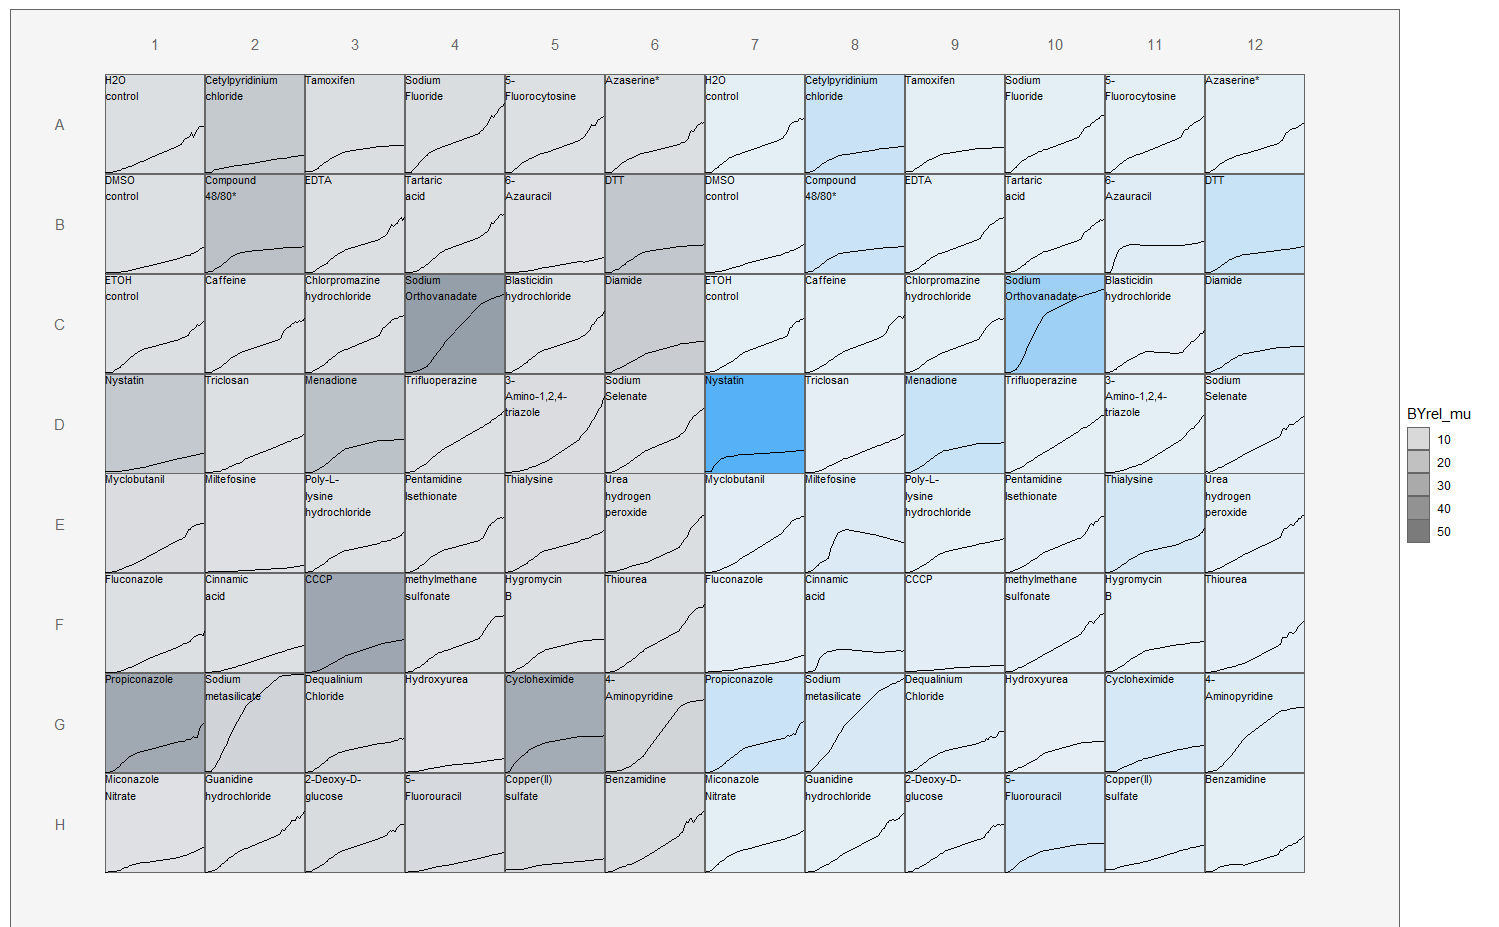 1 2 3 4 5 6 7 8 9 10 11 12
A
H2O
control
Cetylpyridinium
chloride
Tamoxifen
Sodium
Fluoride
5-
Fluorocytosine
Azaserine*
H2O
control
Cetylpyridinium
chloride
Tamoxifen
Sodium
Fluoride
5-
Fluorocytosine
Azaserine*
B
DMSO
control
Compound
48/80*
EDTA
Tartaric
acid
6-
Azauracil
DTT
DMSO
control
Compound
48/80*
EDTA
Tartaric
acid
6-
Azauracil
DTT
C
ETOH
control
Caffeine
Chlorpromazine
hydrochloride
Sodium
Orthovanadate
Blasticidin
hydrochloride
Diamide
ETOH
control
Caffeine
Chlorpromazine
hydrochloride
Sodium
Orthovanadate
Blasticidin
hydrochloride
Diamide
D
Nystatin
Triclosan
Menadione
Trifluoperazine
3-
Amino-1,2,4-
triazole
Sodium
Selenate
Nystatin
Triclosan
Menadione
Trifluoperazine
3-
Amino-1,2,4-
triazole
Sodium
Selenate
E
Myclobutanil
Miltefosine
Poly-L-
lysine
hydrochloride
Pentamidine
Isethionate
Thialysine
Urea
hydrogen
peroxide
Myclobutanil
Miltefosine
Poly-L-
lysine
hydrochloride
Pentamidine
Isethionate
Thialysine
Urea
hydrogen
peroxide
F
Fluconazole
Cinnamic
acid
CCCP
methylmethane
sulfonate
Hygromycin
B
Thiourea
Fluconazole
Cinnamic
acid
CCCP
methylmethane
sulfonate
Hygromycin
B
Thiourea
G
Propiconazole
Sodium
metasilicate
Dequalinium
Chloride
Hydroxyurea
Cycloheximide
4-
Aminopyridine
Propiconazole
Sodium
metasilicate
Dequalinium
Chloride
Hydroxyurea
Cycloheximide
4-
Aminopyridine
H
Miconazole
Nitrate
Guanidine
hydrochloride
2-Deoxy-D-
glucose
5-
Fluorouracil
Copper(II)
sulfate
Benzamidine
Miconazole
Nitrate
Guanidine
hydrochloride
2-Deoxy-D-
glucose
5-
Fluorouracil
Copper(II)
sulfate
Benzamidine
BYrel_mu
10
20
30
40
50